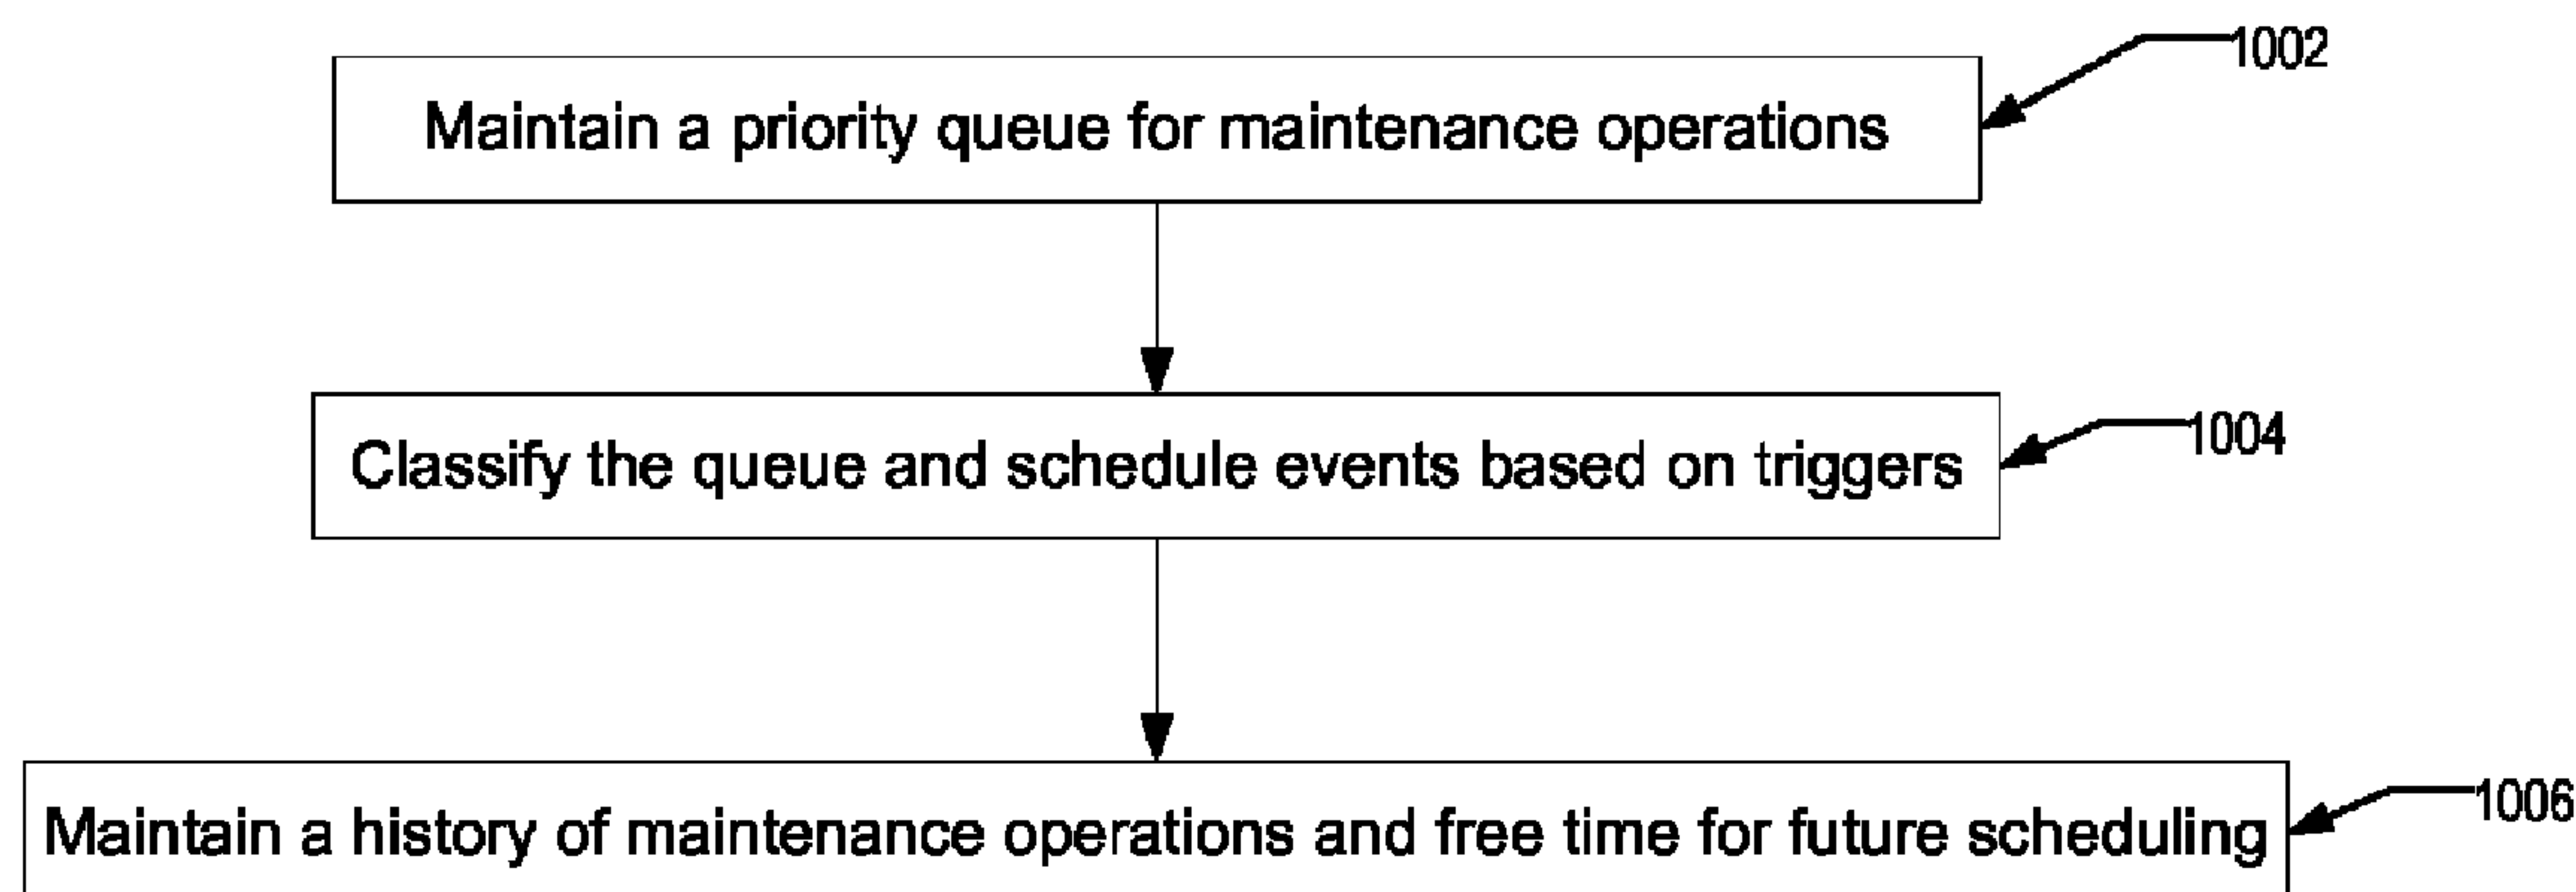 1002
Maintain a priority queue for maintenance operations
1004
Classify the queue and schedule events based on triggers
1006
Maintain a history of maintenance operations and free time for future scheduling